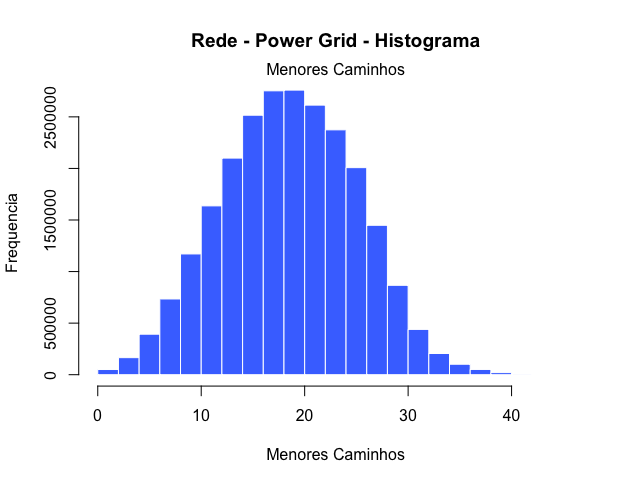 Rede - Power Grid - Histograma
Menores Caminhos
Frequencia
2500000
1500000
500000
0
0 10 20 30 40
Menores Caminhos